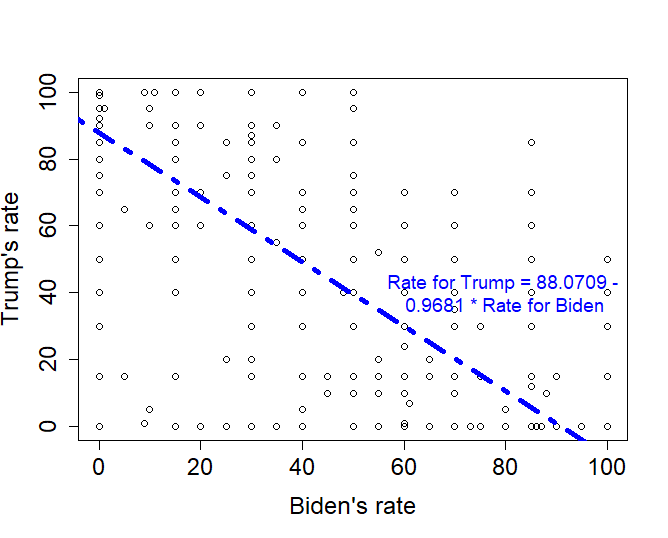 Trump's rate
100
80
60
40
20
0
Rate for Trump = 88.0709 -
0.9681 * Rate for Biden
0 20 40 60 80 100
Biden's rate